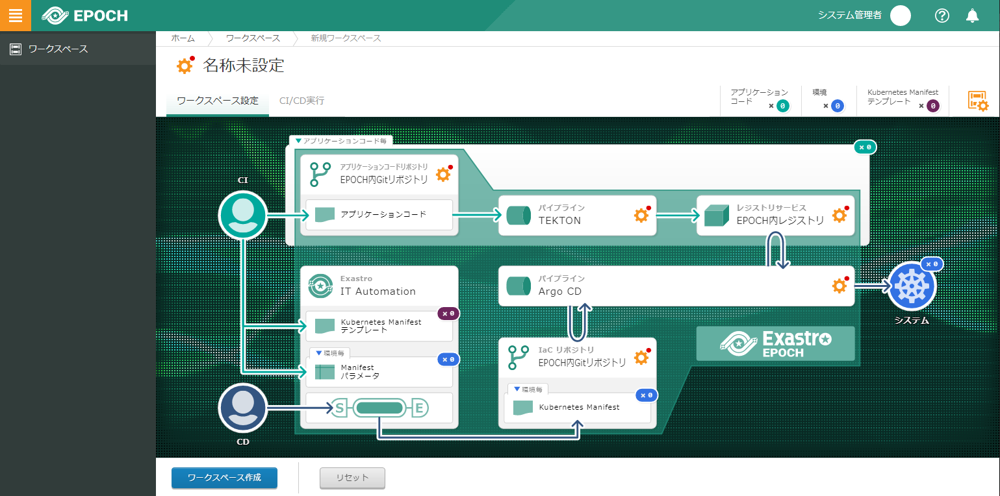 EPOCH
システム管理者
ワークスペース
ホーム
ワークスペース
新規ワークスペース
名称未設定
ワークスペース設定
CI/CD実行
アプリケーション
コード
× 0
環境
× 0
Kubernetes Manifest
テンプレート
× 0
▼アプリケーションコード毎
× 0
アプリケーションコードリポジトリ
EPOCH内Gitリポジトリ
アプリケーションコード
CI
パイプライン
TEKTON
レジストリサービス
EPOCH内レジストリ
Exastro
IT Automation
Kubernetes Manifest
テンプレート
× 0
▼環境毎
× 0
Manifest
パラメータ
S
E
CD
パイプライン
Argo CD
× 0
システム
IaC リポジトリ
EPOCH内Gitリポジトリ
▼環境毎
× 0
Kubernetes Manifest
Exastro
EPOCH
ワークスペース作成
リセット